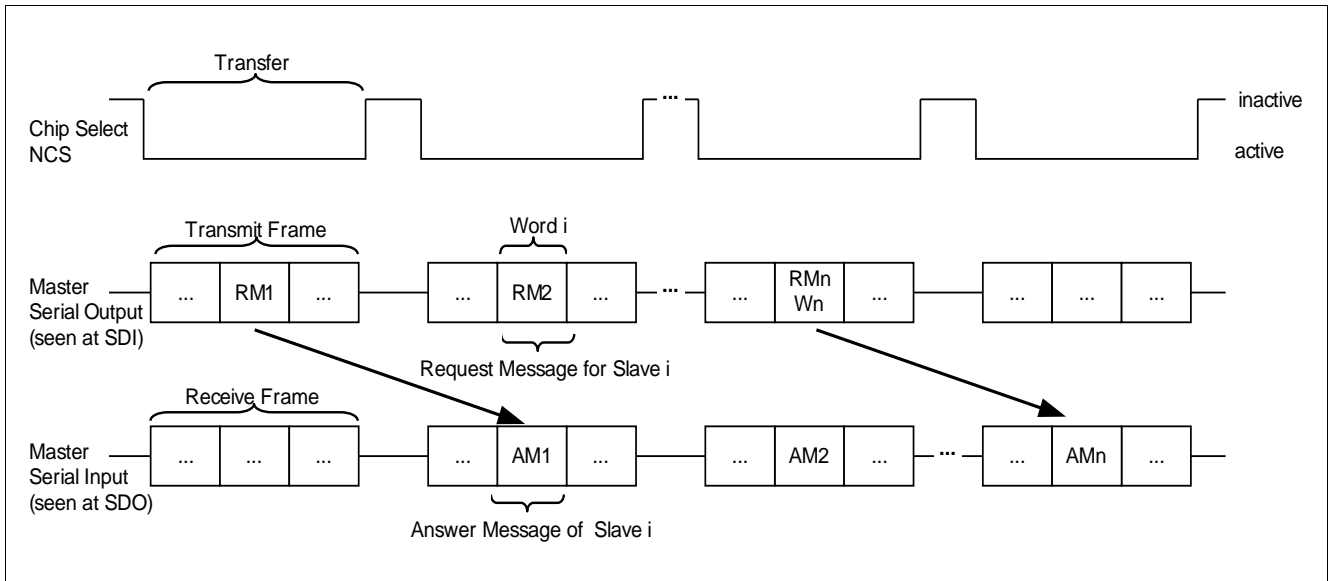 Transfer
...
inactive
Chip Select
NCS
active
Transmit Frame
Word i
Master
Serial Output
(seen at SDI)
... RM1 ...
... RM2 ...
...
... RMn
Wn ...
... ... ...
Request Message for Slave i
Receive Frame
Master
Serial Input
(seen at SDO)
... ... ...
... AM1 ...
... AM2 ...
...
... AMn ...
Answer Message of Slave i